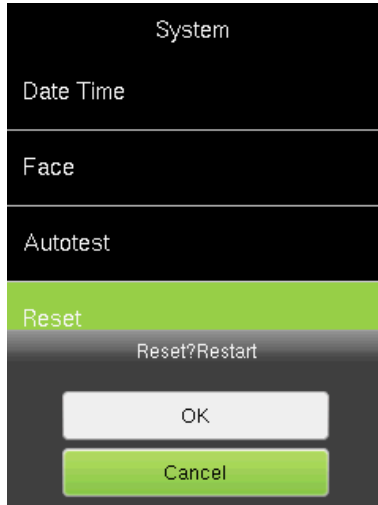 System
Date Time
Face
Autotest
Reset
Reset?Restart
OK
Cancel